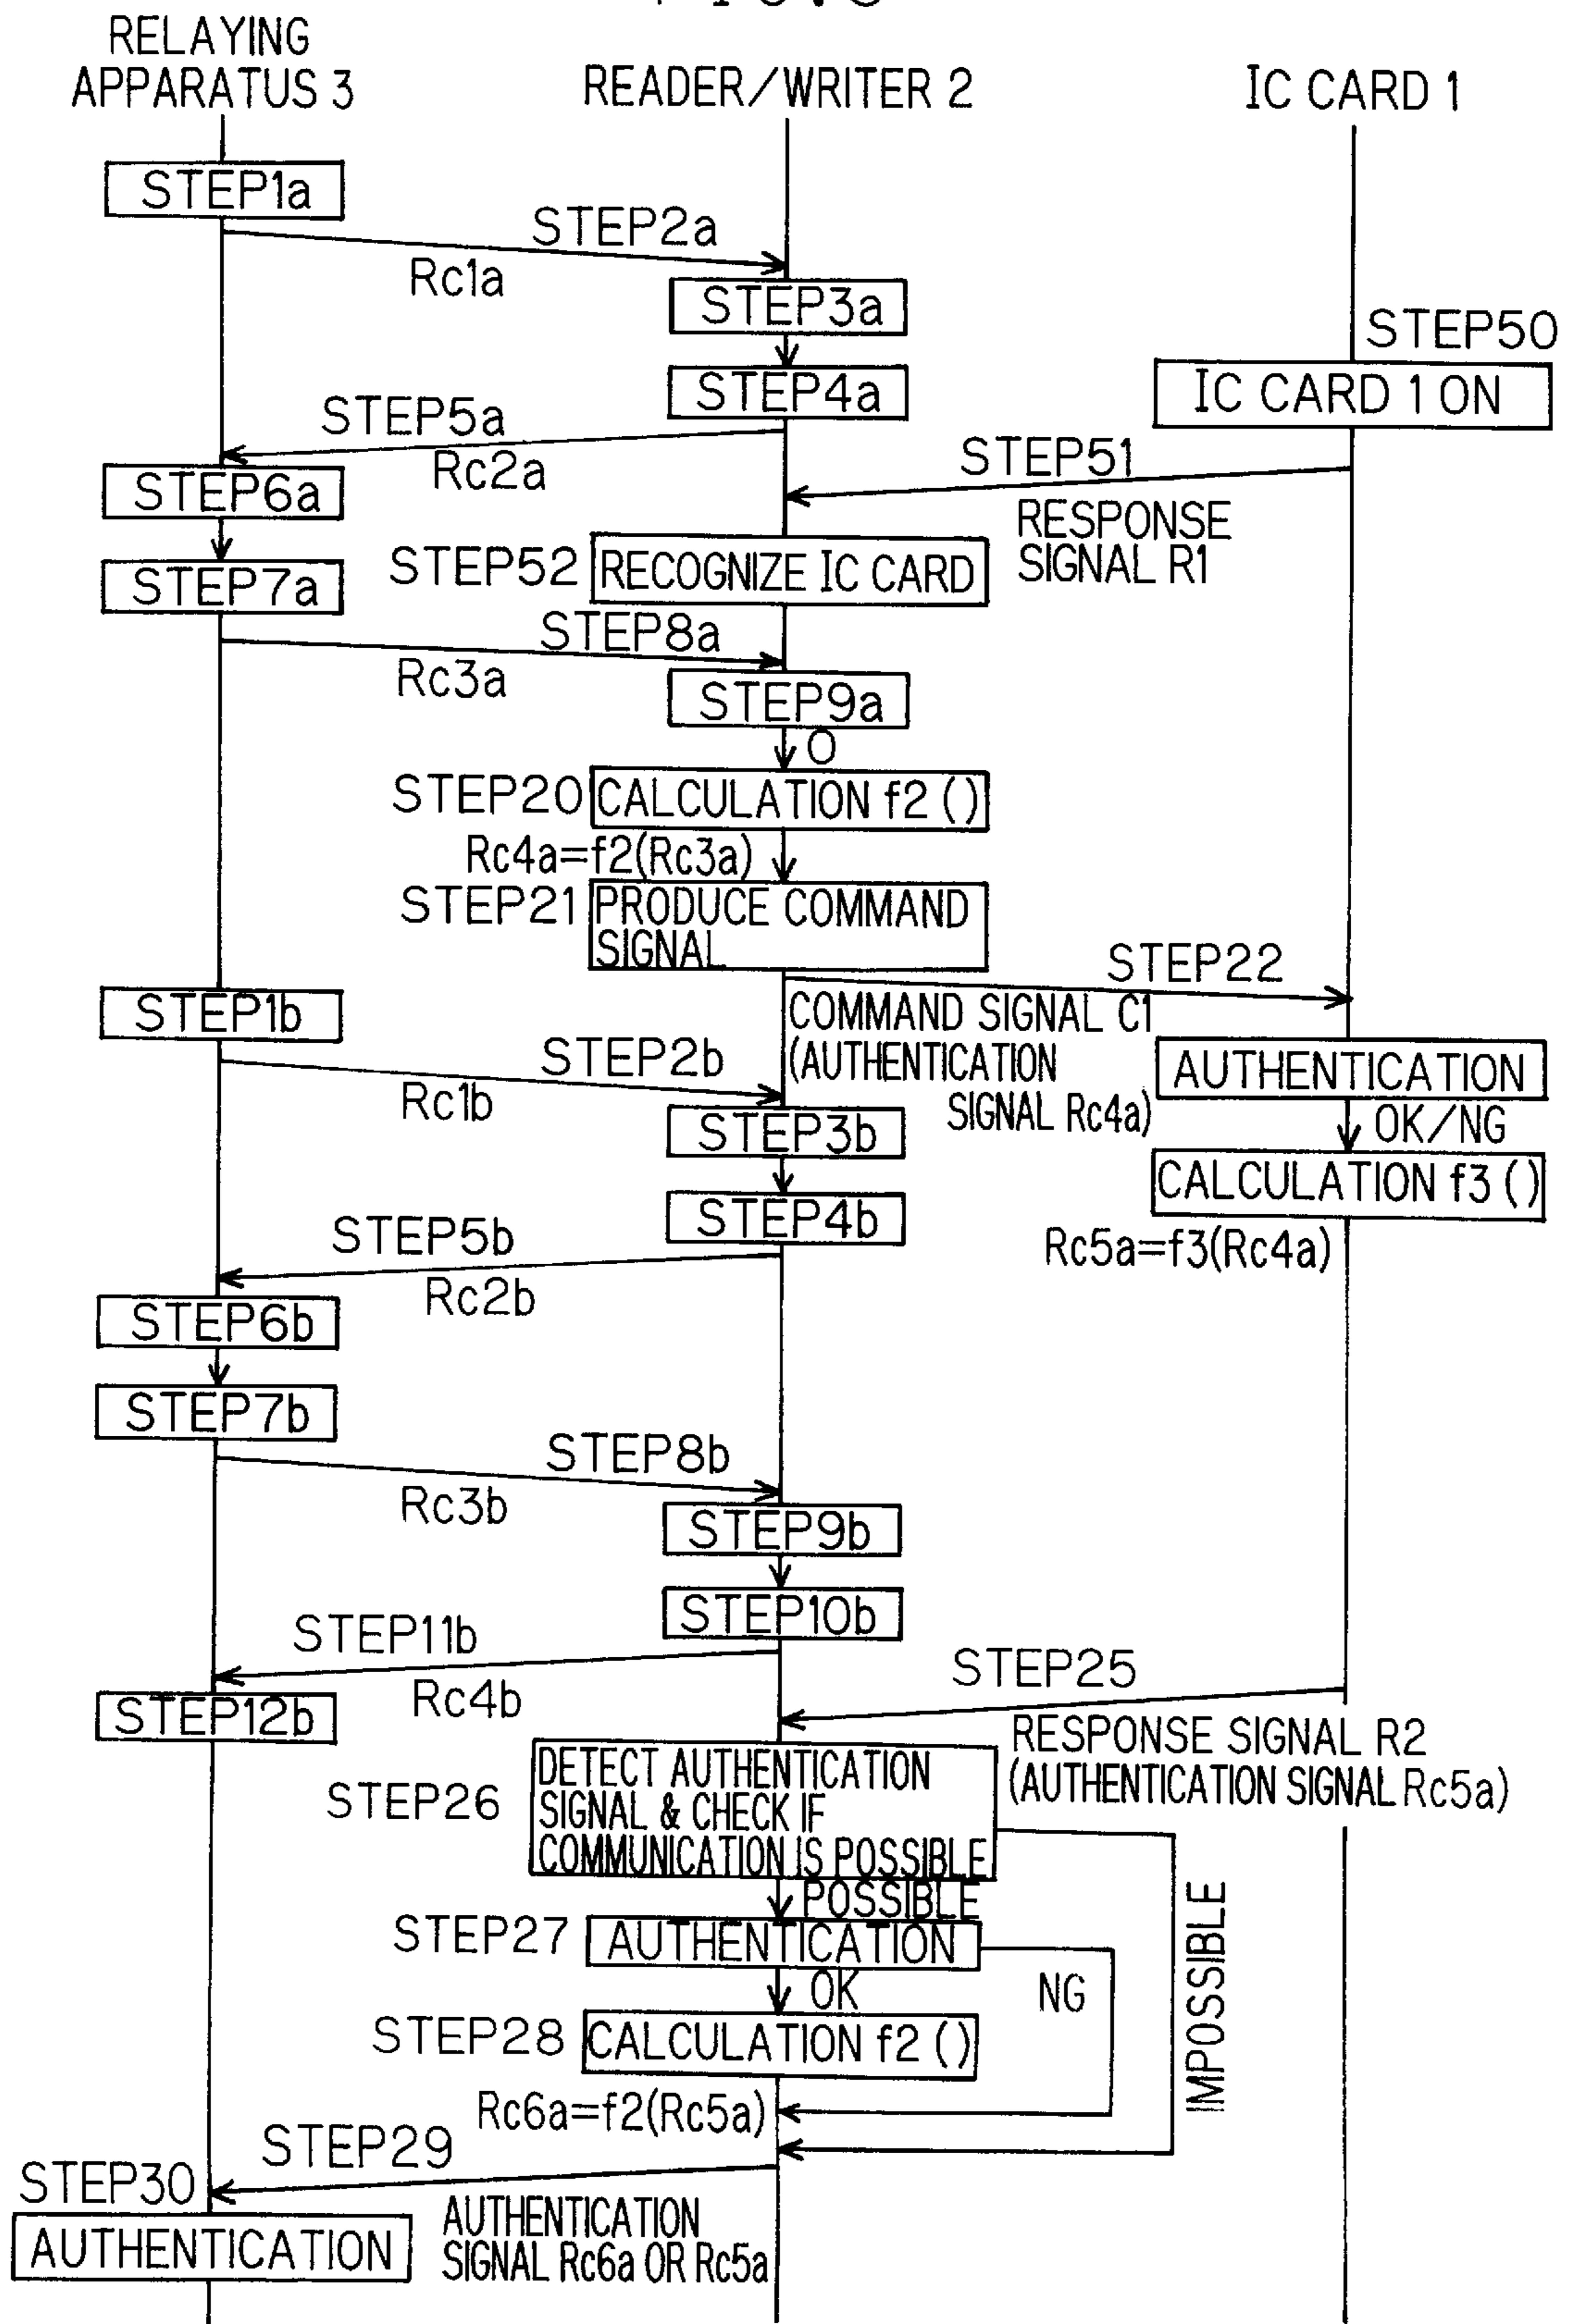 RELAYING
APPARATUS 3
READER/WRITER 2
IC CARD 1
STEP1a
STEP2a
Rc1a
STEP3a
STEP50
IC CARD 1 ON
STEP4a
STEP5a
Rc2a
STEP51
RESPONSE
SIGNAL R1
STEP6a
STEP52
RECOGNIZE IC CARD
STEP7a
STEP8a
Rc3a
STEP9a
O
STEP20
CALCULATION f2 ()
Rc4a=f2(Rc3a)
STEP21
PRODUCE COMMAND
SIGNAL
STEP22
COMMAND SIGNAL C1
(AUTHENTICATION
SIGNAL Rc4a)
STEP1b
STEP2b
Rc1b
AUTHENTICATION
OK/NG
STEP3b
CALCULATION f3 ()
Rc5a=f3(Rc4a)
STEP4b
STEP5b
Rc2b
STEP6b
STEP7b
STEP8b
Rc3b
STEP9b
STEP10b
STEP11b
Rc4b
STEP25
RESPONSE SIGNAL R2
(AUTHENTICATION SIGNAL Rc5a)
STEP12b
STEP26
DETECT AUTHENTICATION
SIGNAL & CHECK IF
COMMUNICATION IS POSSIBLE
POSSIBLE
IMPOSSIBLE
STEP27
AUTHENTICATION
OK
NG
STEP28
CALCULATION f2 ()
Rc6a=f2(Rc5a)
STEP29
STEP30
AUTHENTICATION
AUTHENTICATION
SIGNAL Rc6a OR Rc5a